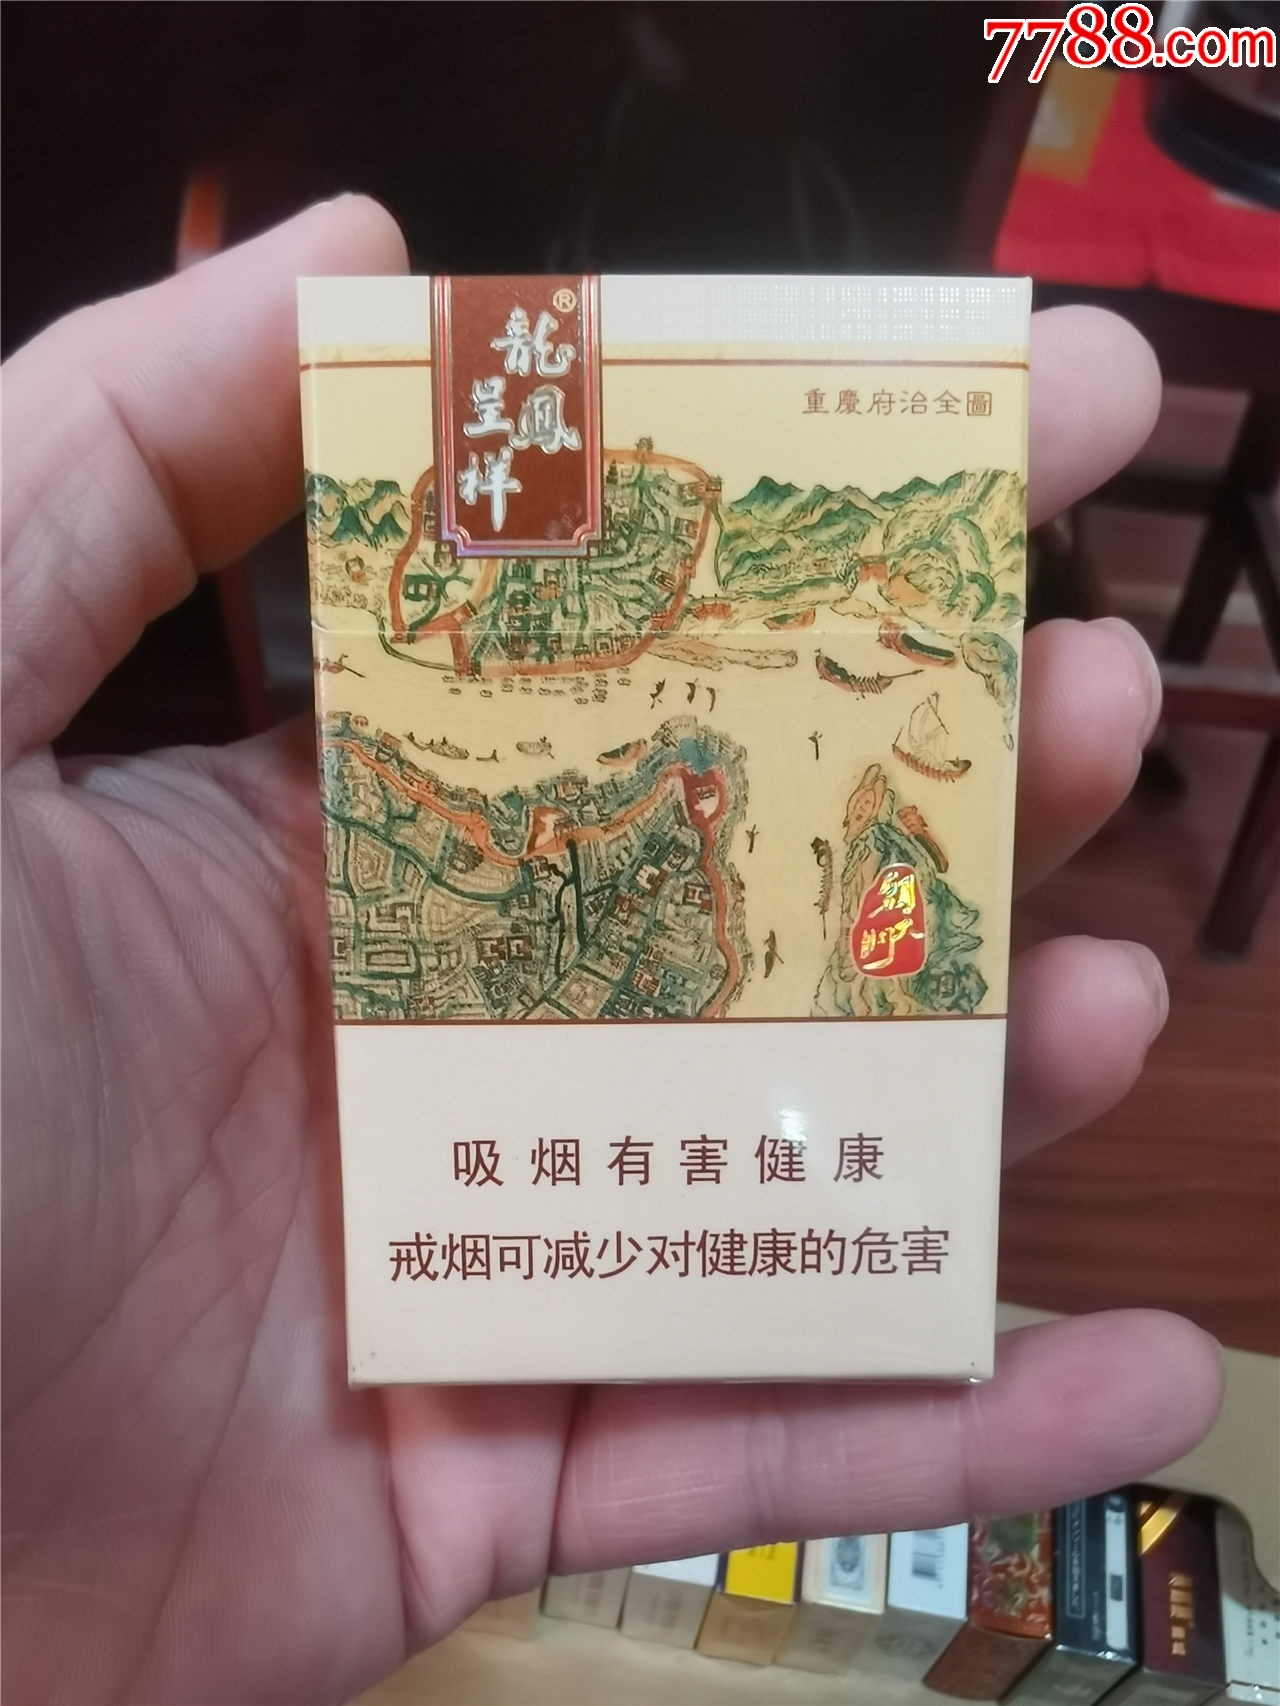 7788.com
龍鳳
呈祥
®
重慶府治全圖
朝天
門
吸烟有害健康
戒烟可减少对健康的危害